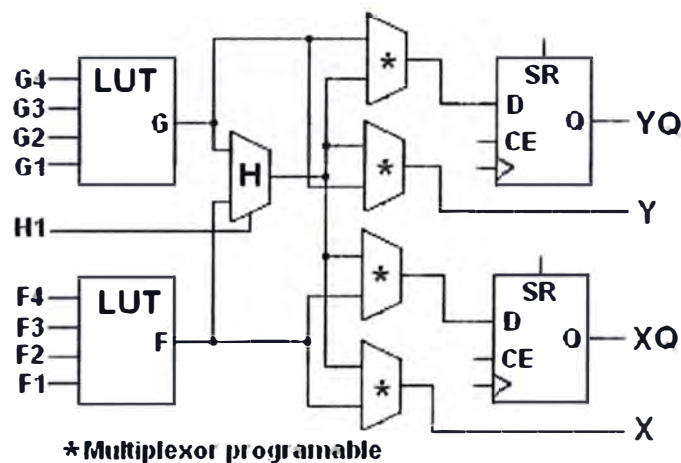 LUT
G4
G3
G2
G1
G
H
H1
LUT
F4
F3
F2
F1
F
*
*
*
*
SR
D
Q
CE
YQ
Y
SR
D
Q
CE
XQ
X
*Multiplexor programable